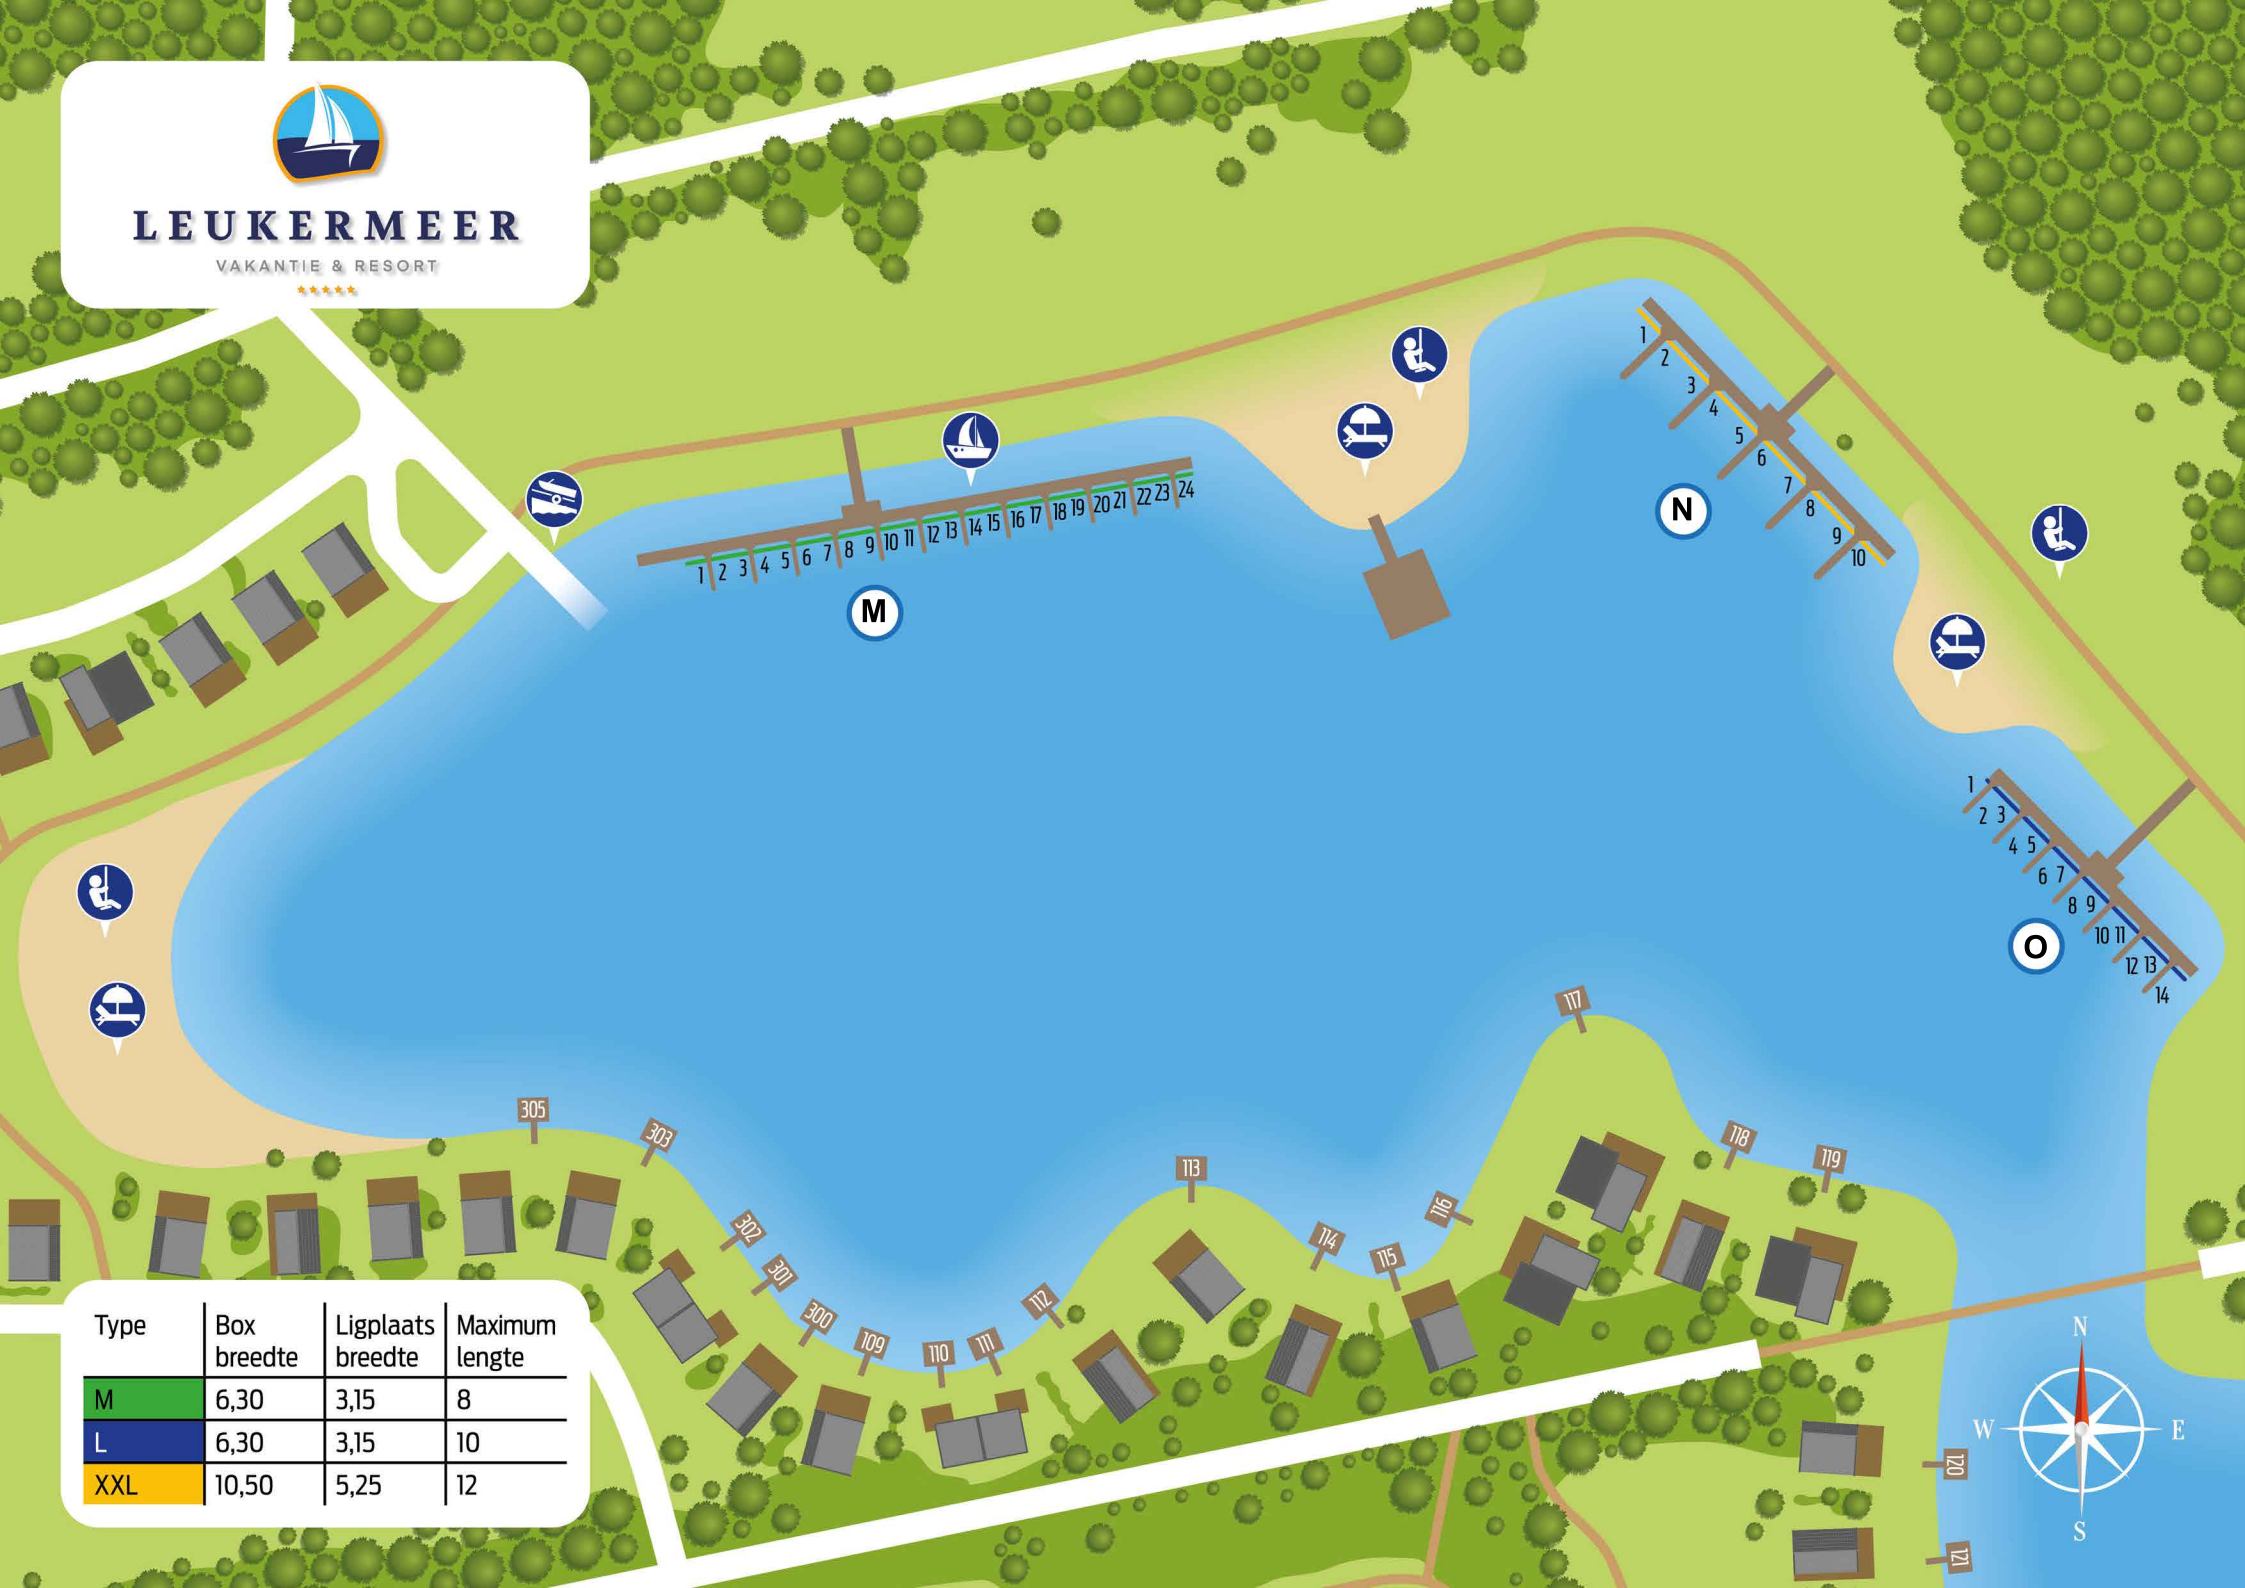 LEUKERMEER
VAKANTIE & RESORT
1
2
3
4
5
6
7
8
9
10
N
1 2 3 4 5 6 7 8 9 10 11 12 13 14 15 16 17 18 19 20 21 22 23 24
M
1
2 3
4 5
6 7
8 9
10 11
12 13
14
O
117
305
303
302
301
300
109
110
111
112
113
114
115
116
118
119
120
121
Type Box breedte Ligplaats breedte Maximum lengte
M 6,30 3,15 8
L 6,30 3,15 10
XXL 10,50 5,25 12
N
W E
S